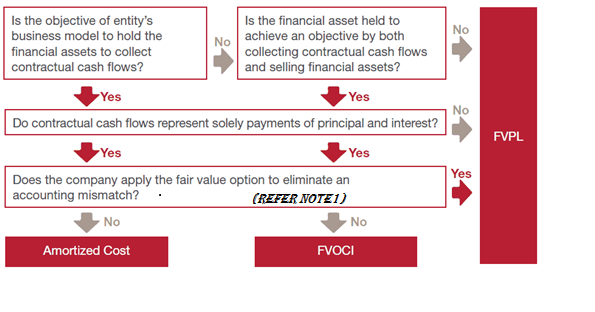 Is the objective of entity's
business model to hold the
financial assets to collect
contractual cash flows?
No
Is the financial asset held to
achieve an objective by both
collecting contractual cash flows
and selling financial assets?
No
Yes
Yes
Do contractual cash flows represent solely payments of principal and interest?
No
FVPL
Yes
Yes
Does the company apply the fair value option to eliminate an
accounting mismatch?
(REFER NOTE 1)
Yes
No
No
Amortized Cost
FVOCI